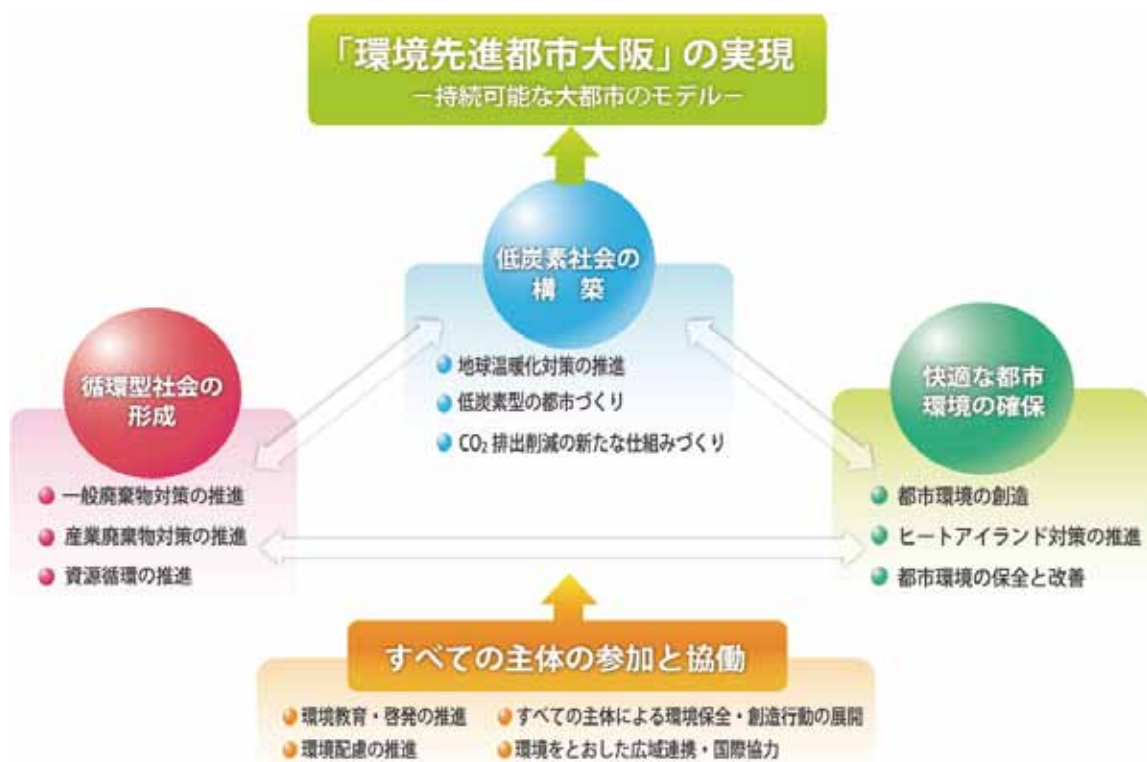 「環境先進都市大阪」の実現
－持続可能な大都市のモデル－
低炭素社会の
構　築
地球温暖化対策の推進
低炭素型の都市づくり
CO₂ 排出削減の新たな仕組みづくり
循環型社会の
形成
一般廃棄物対策の推進
産業廃棄物対策の推進
資源循環の推進
快適な都市
環境の確保
都市環境の創造
ヒートアイランド対策の推進
都市環境の保全と改善
すべての主体の参加と協働
環境教育・啓発の推進
すべての主体による環境保全・創造行動の展開
環境配慮の推進
環境をとおした広域連携・国際協力